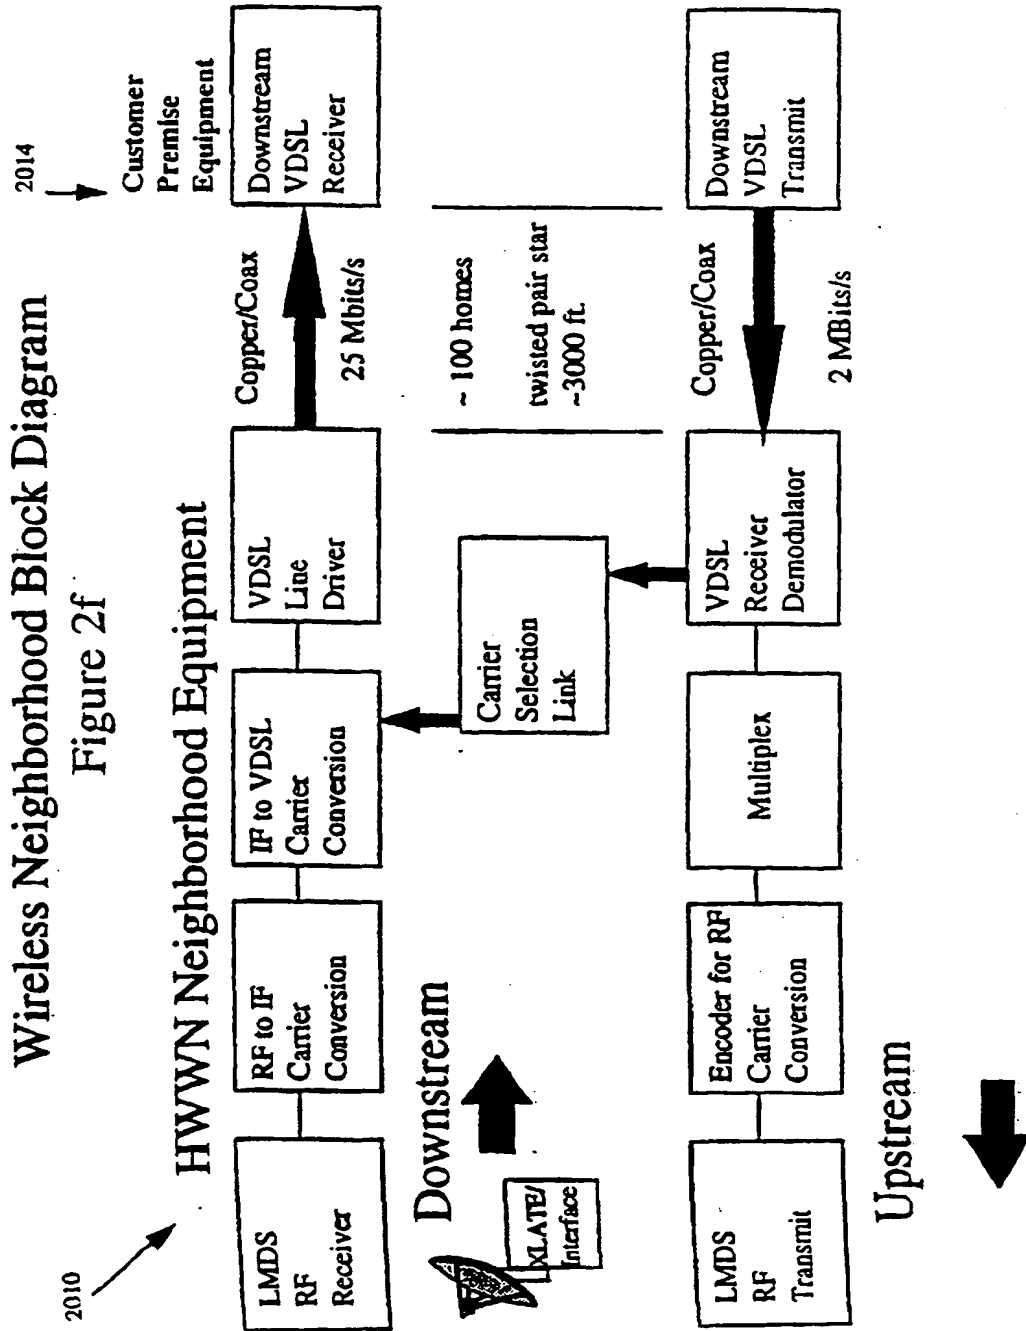 Wireless Neighborhood Block Diagram
Figure 2f
2010
HWWN Neighborhood Equipment
2014
Customer
Premise
Equipment
LMDS
RF
Receiver
RF to IF
Carrier
Conversion
IF to VDSL
Carrier
Conversion
VDSL
Line
Driver
Copper/Coax
25 Mbits/s
Downstream
VDSL
Receiver
Downstream
XLATE/
Interface
Carrier
Selection
Link
~ 100 homes
twisted pair star
~3000 ft.
LMDS
RF
Transmit
Encoder for RF
Carrier
Conversion
Multiplex
VDSL
Receiver
Demodulator
Copper/Coax
2 MBits/s
Downstream
VDSL
Transmit
Upstream